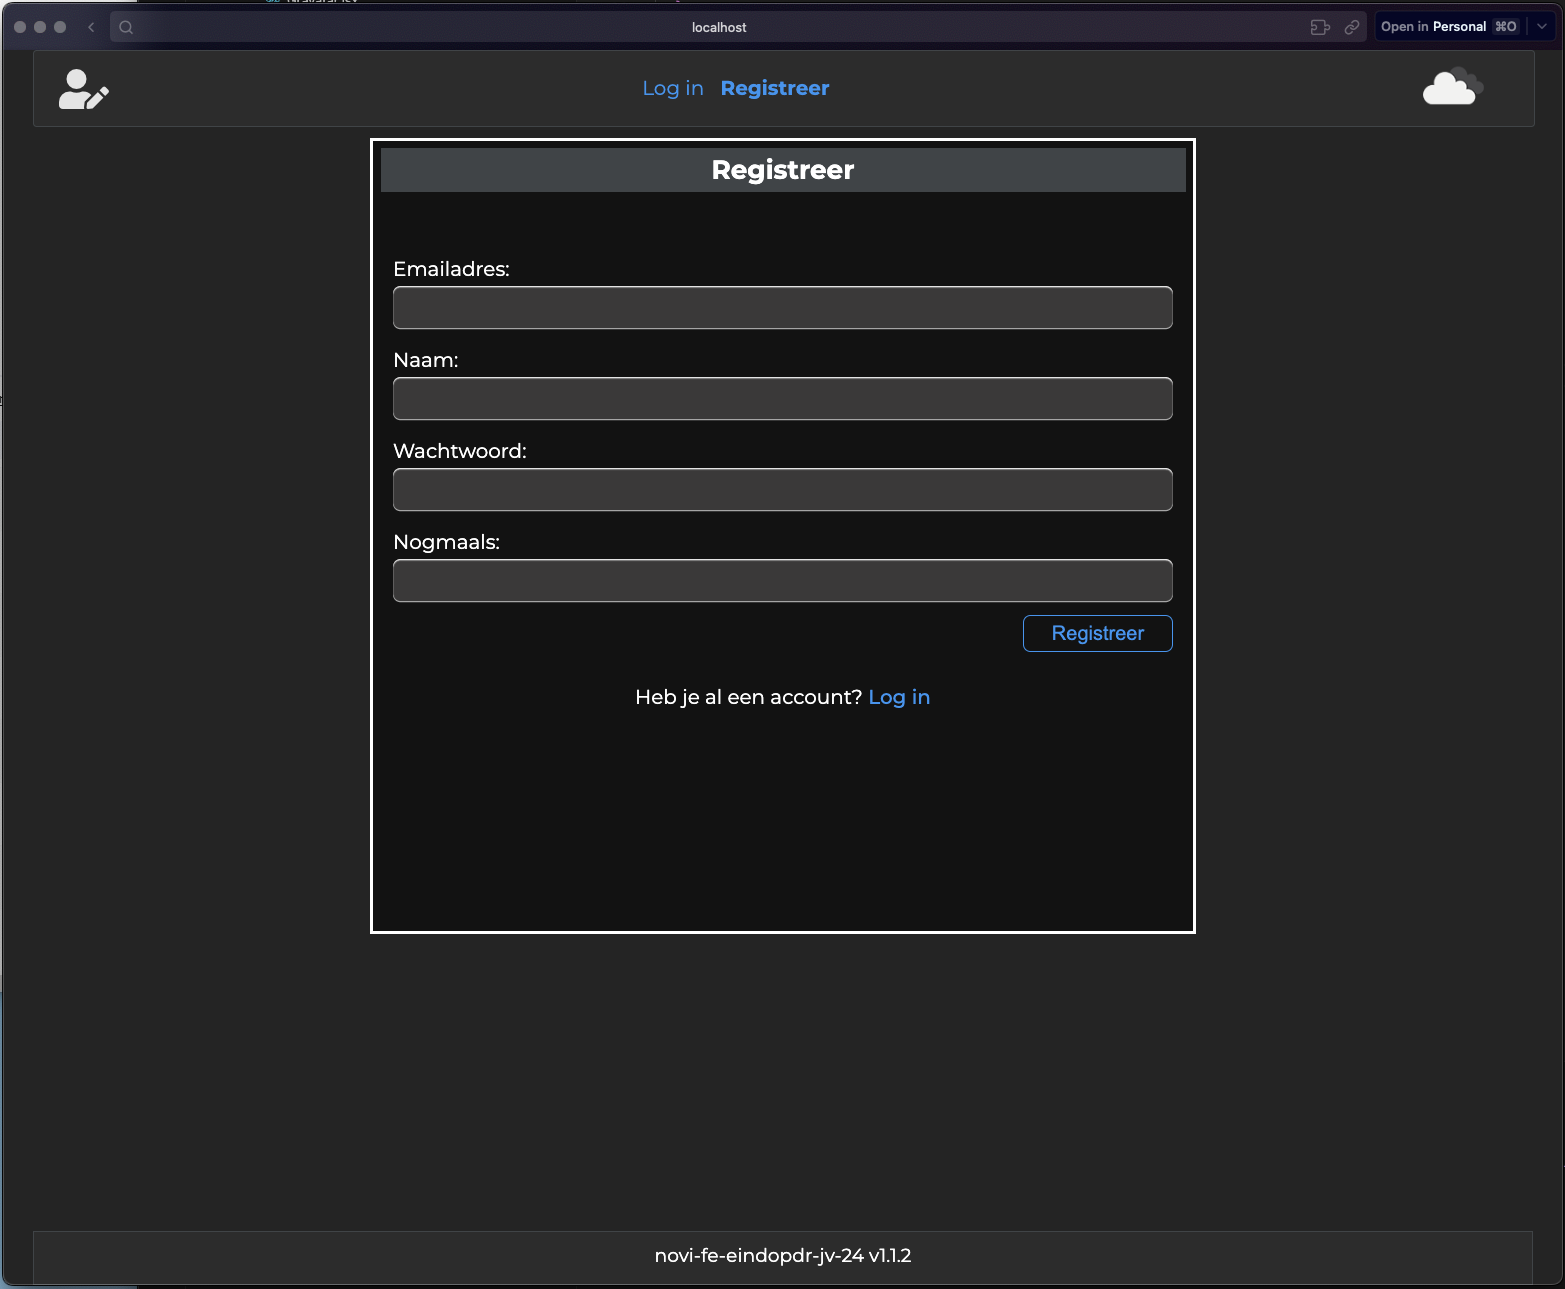 localhost
Open in Personal ⌘O
Log in Registreer
Registreer
Emailadres:
Naam:
Wachtwoord:
Nogmaals:
Registreer
Heb je al een account? Log in
novi-fe-eindopdr-jv-24 v1.1.2